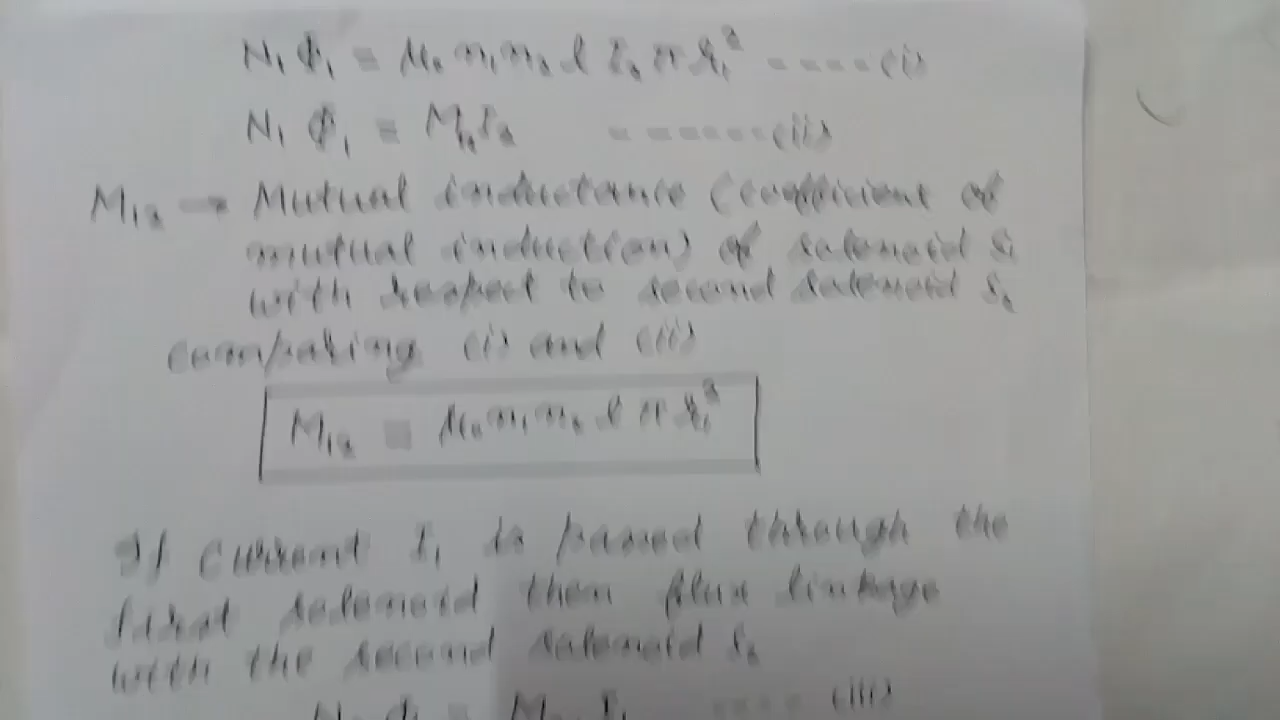 N₁ Φ₁ = μ₀ n₁ n₂ l I₂ π r₁² -----(i)
N₁ Φ₁ = M₁₂ I₂ -------(ii)
M₁₂ → Mutual inductance (coefficient of
mutual induction) of solenoid S₁
with respect to second solenoid S₂
comparing (i) and (ii)
M₁₂ = μ₀ n₁ n₂ l π r₁²
If current I₁ is passed through the
first solenoid then flux linkage
with the second solenoid S₂
---- (iii)